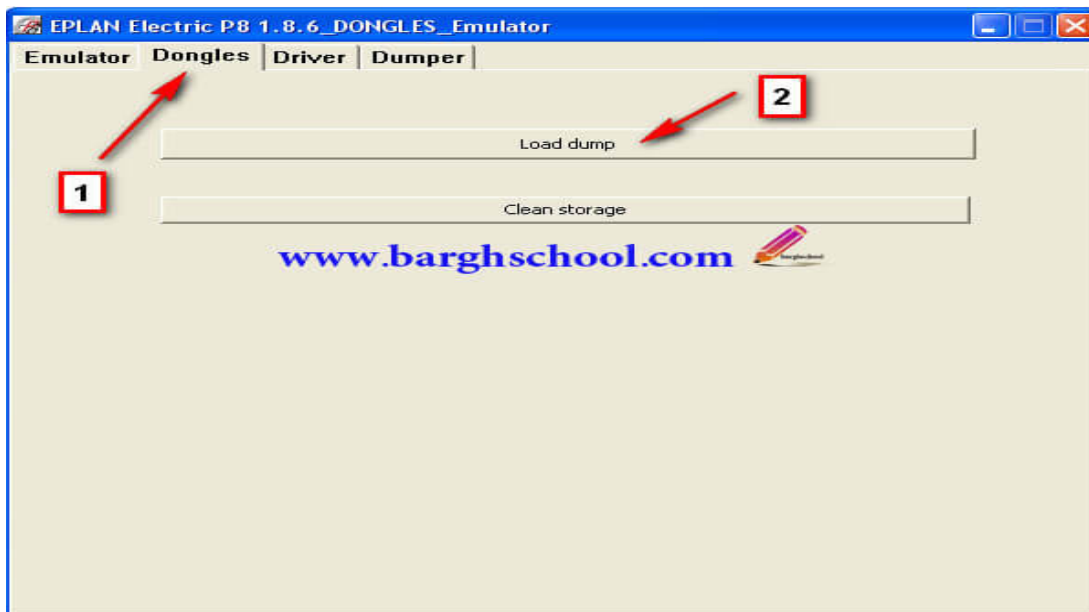 EPLAN Electric P8 1.8.6_DONGLES_Emulator
Emulator Dongles Driver Dumper
2
Load dump
1
Clean storage
www.barghschool.com